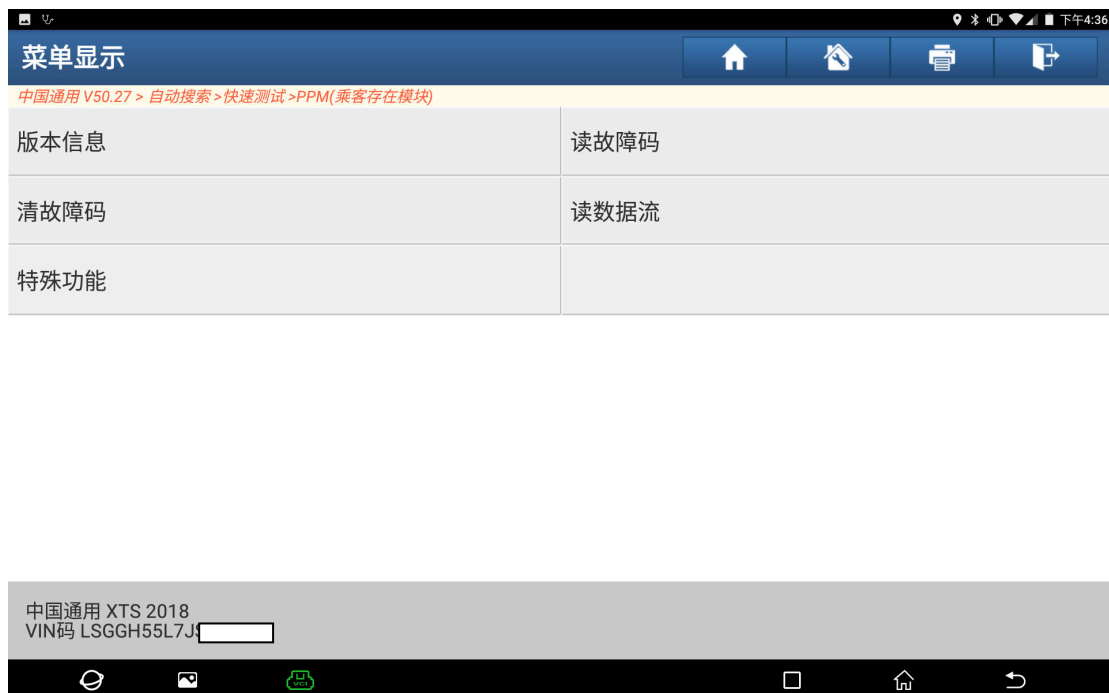 下午4:36
菜单显示
中国通用 V50.27 > 自动搜索 >快速测试 >PPM(乘客存在模块)
版本信息
读故障码
清故障码
读数据流
特殊功能
中国通用 XTS 2018
VIN码 LSGGH55L7J
VCI